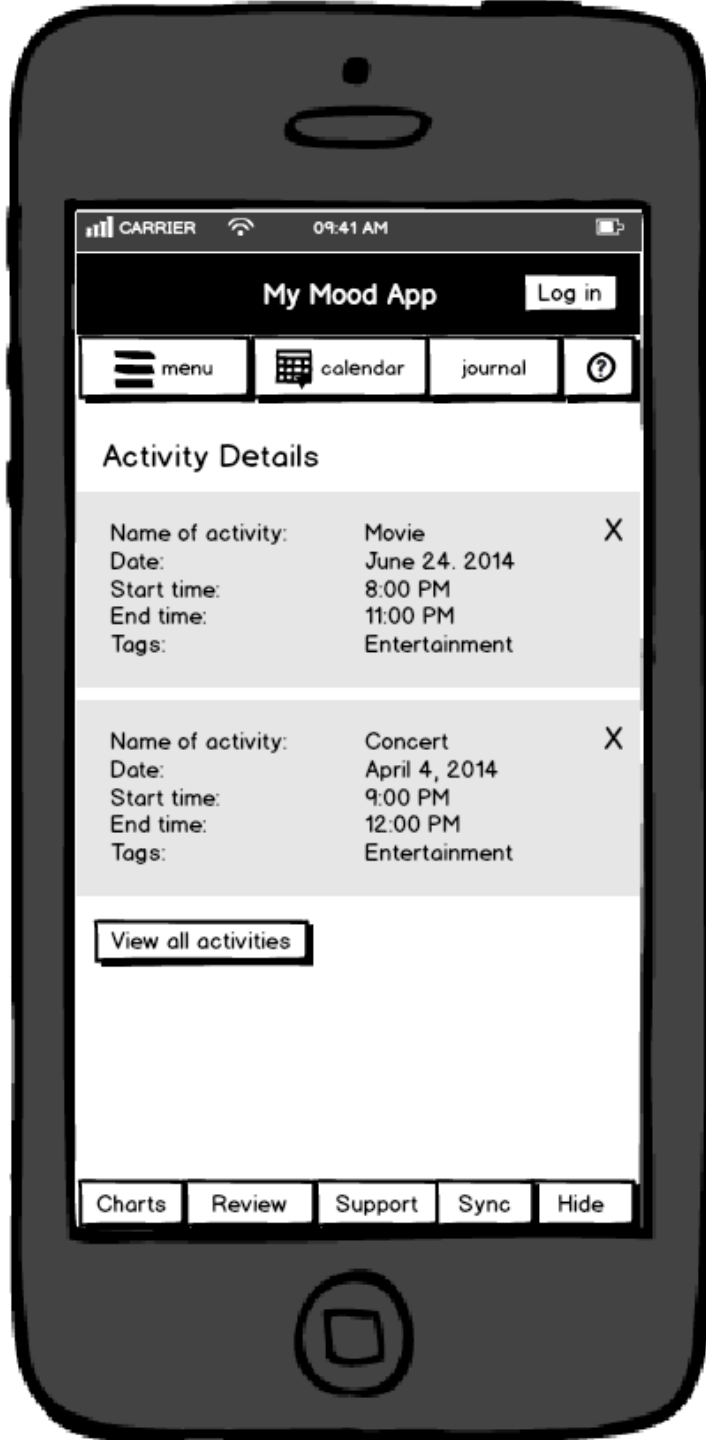 CARRIER 09:41 AM
My Mood App Log in
menu calendar journal ?
Activity Details
Name of activity: Movie X
Date: June 24. 2014
Start time: 8:00 PM
End time: 11:00 PM
Tags: Entertainment
Name of activity: Concert X
Date: April 4, 2014
Start time: 9:00 PM
End time: 12:00 PM
Tags: Entertainment
View all activities
Charts Review Support Sync Hide